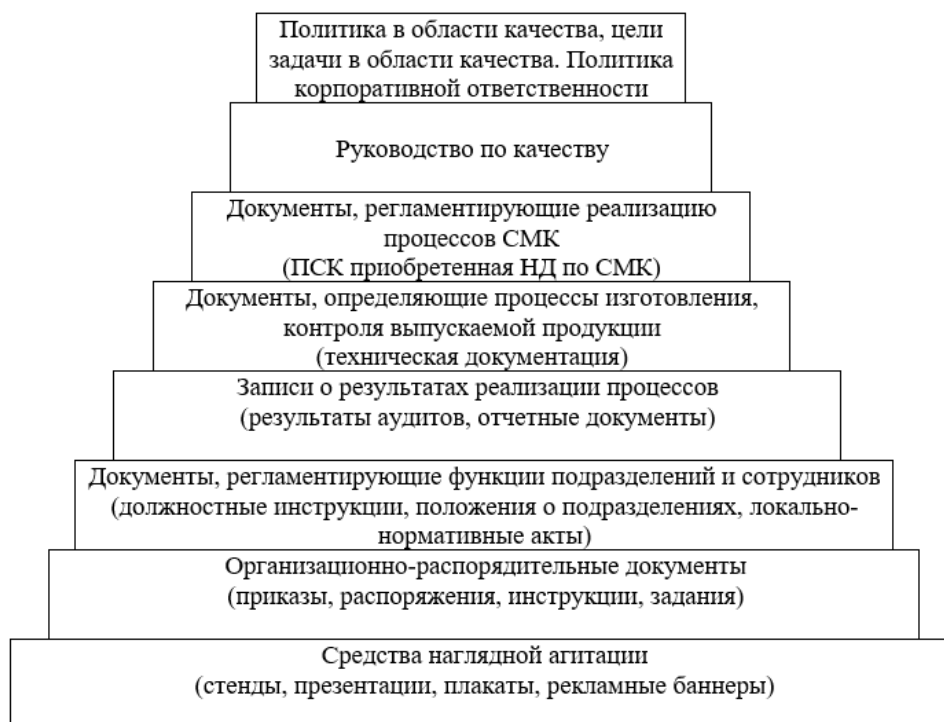 Политика в области качества, цели
задачи в области качества. Политика
корпоративной ответственности
Руководство по качеству
Документы, регламентирующие реализацию
процессов СМК
(ПСК приобретенная НД по СМК)
Документы, определяющие процессы изготовления,
контроля выпускаемой продукции
(техническая документация)
Записи о результатах реализации процессов
(результаты аудитов, отчетные документы)
Документы, регламентирующие функции подразделений и сотрудников
(должностные инструкции, положения о подразделениях, локально-
нормативные акты)
Организационно-распорядительные документы
(приказы, распоряжения, инструкции, задания)
Средства наглядной агитации
(стенды, презентации, плакаты, рекламные баннеры)